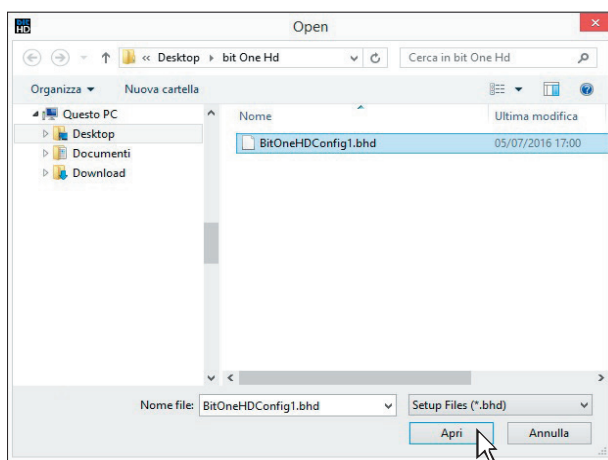 BIT HD
Open
« Desktop ▸ bit One Hd
Cerca in bit One Hd
Organizza
Nuova cartella
Questo PC
Desktop
Documenti
Download
Nome
Ultima modifica
BitOneHDConfig1.bhd
05/07/2016 17:00
Nome file:
BitOneHDConfig1.bhd
Setup Files (*.bhd)
Apri
Annulla